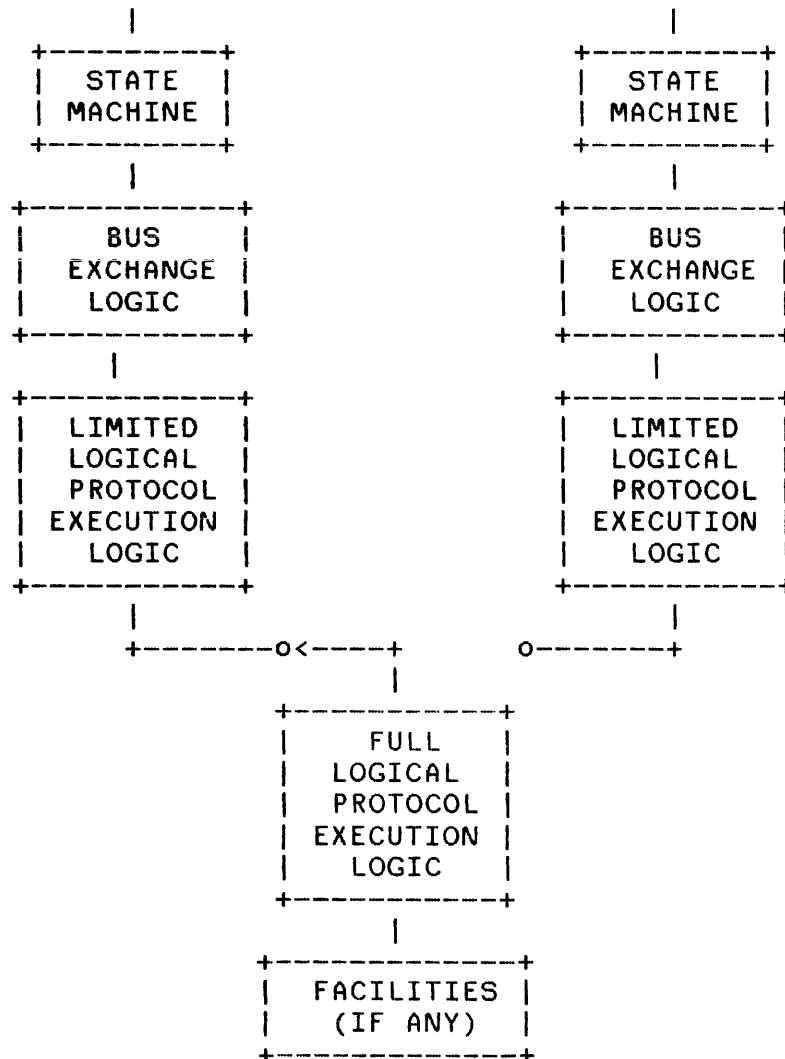 STATE
MACHINE
STATE
MACHINE
BUS
EXCHANGE
LOGIC
BUS
EXCHANGE
LOGIC
LIMITED
LOGICAL
PROTOCOL
EXECUTION
LOGIC
LIMITED
LOGICAL
PROTOCOL
EXECUTION
LOGIC
FULL
LOGICAL
PROTOCOL
EXECUTION
LOGIC
FACILITIES
(IF ANY)